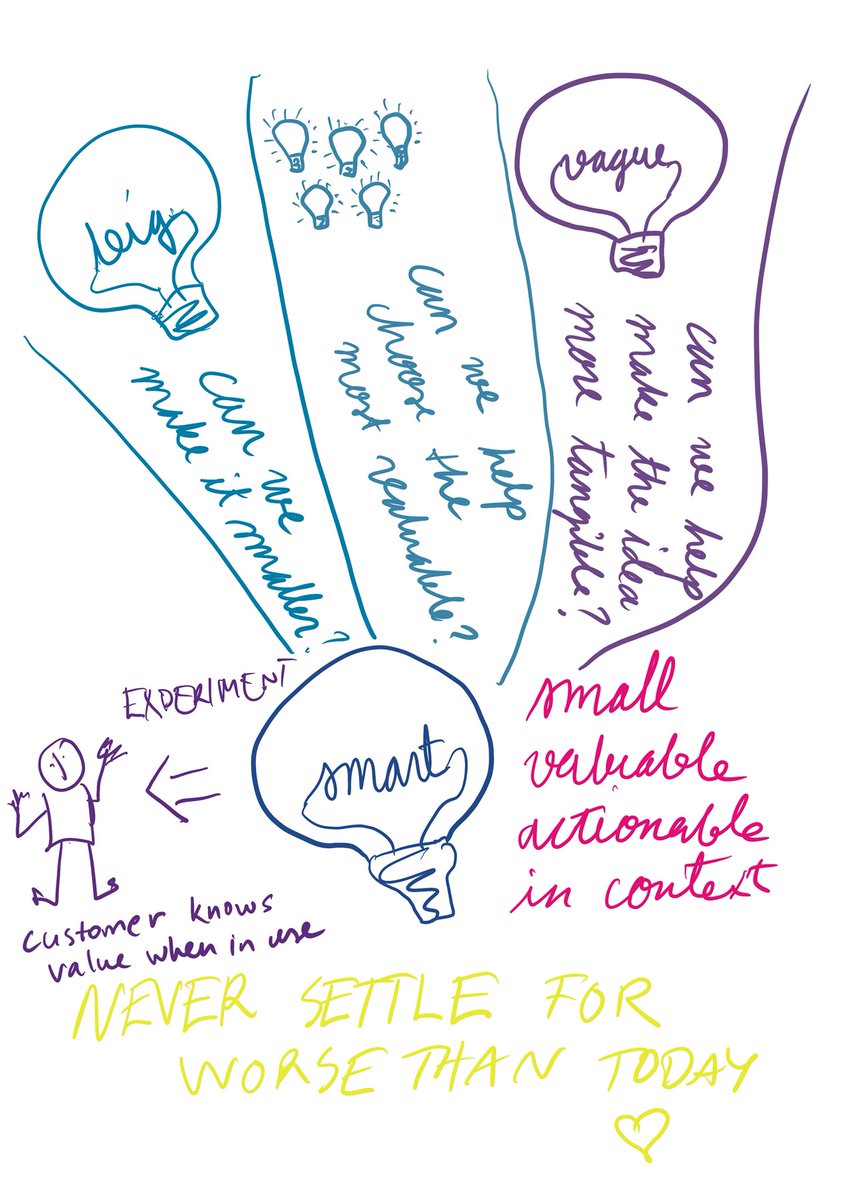 big
can we
make it smaller?
can we help
choose the
most valuable?
vague
can we help
make the idea
more tangible?
EXPERIMENT
smart
small
valuable
actionable
in context
customer knows
value when in use
NEVER SETTLE FOR
WORSE THAN TODAY